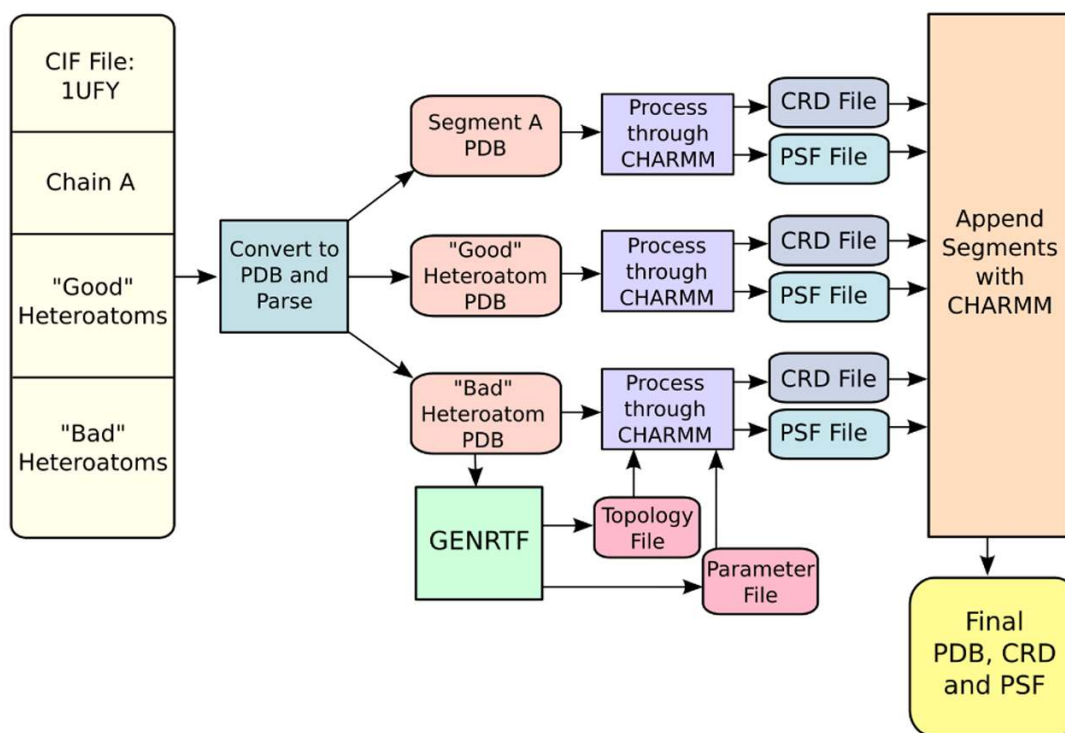 CIF File:
1UFY
Chain A
"Good"
Heteroatoms
"Bad"
Heteroatoms
Convert to
PDB and
Parse
Segment A
PDB
Process
through
CHARMM
CRD File
PSF File
"Good"
Heteroatom
PDB
Process
through
CHARMM
CRD File
PSF File
"Bad"
Heteroatom
PDB
Process
through
CHARMM
CRD File
PSF File
GENRTF
Topology
File
Parameter
File
Append
Segments
with
CHARMM
Final
PDB, CRD
and PSF